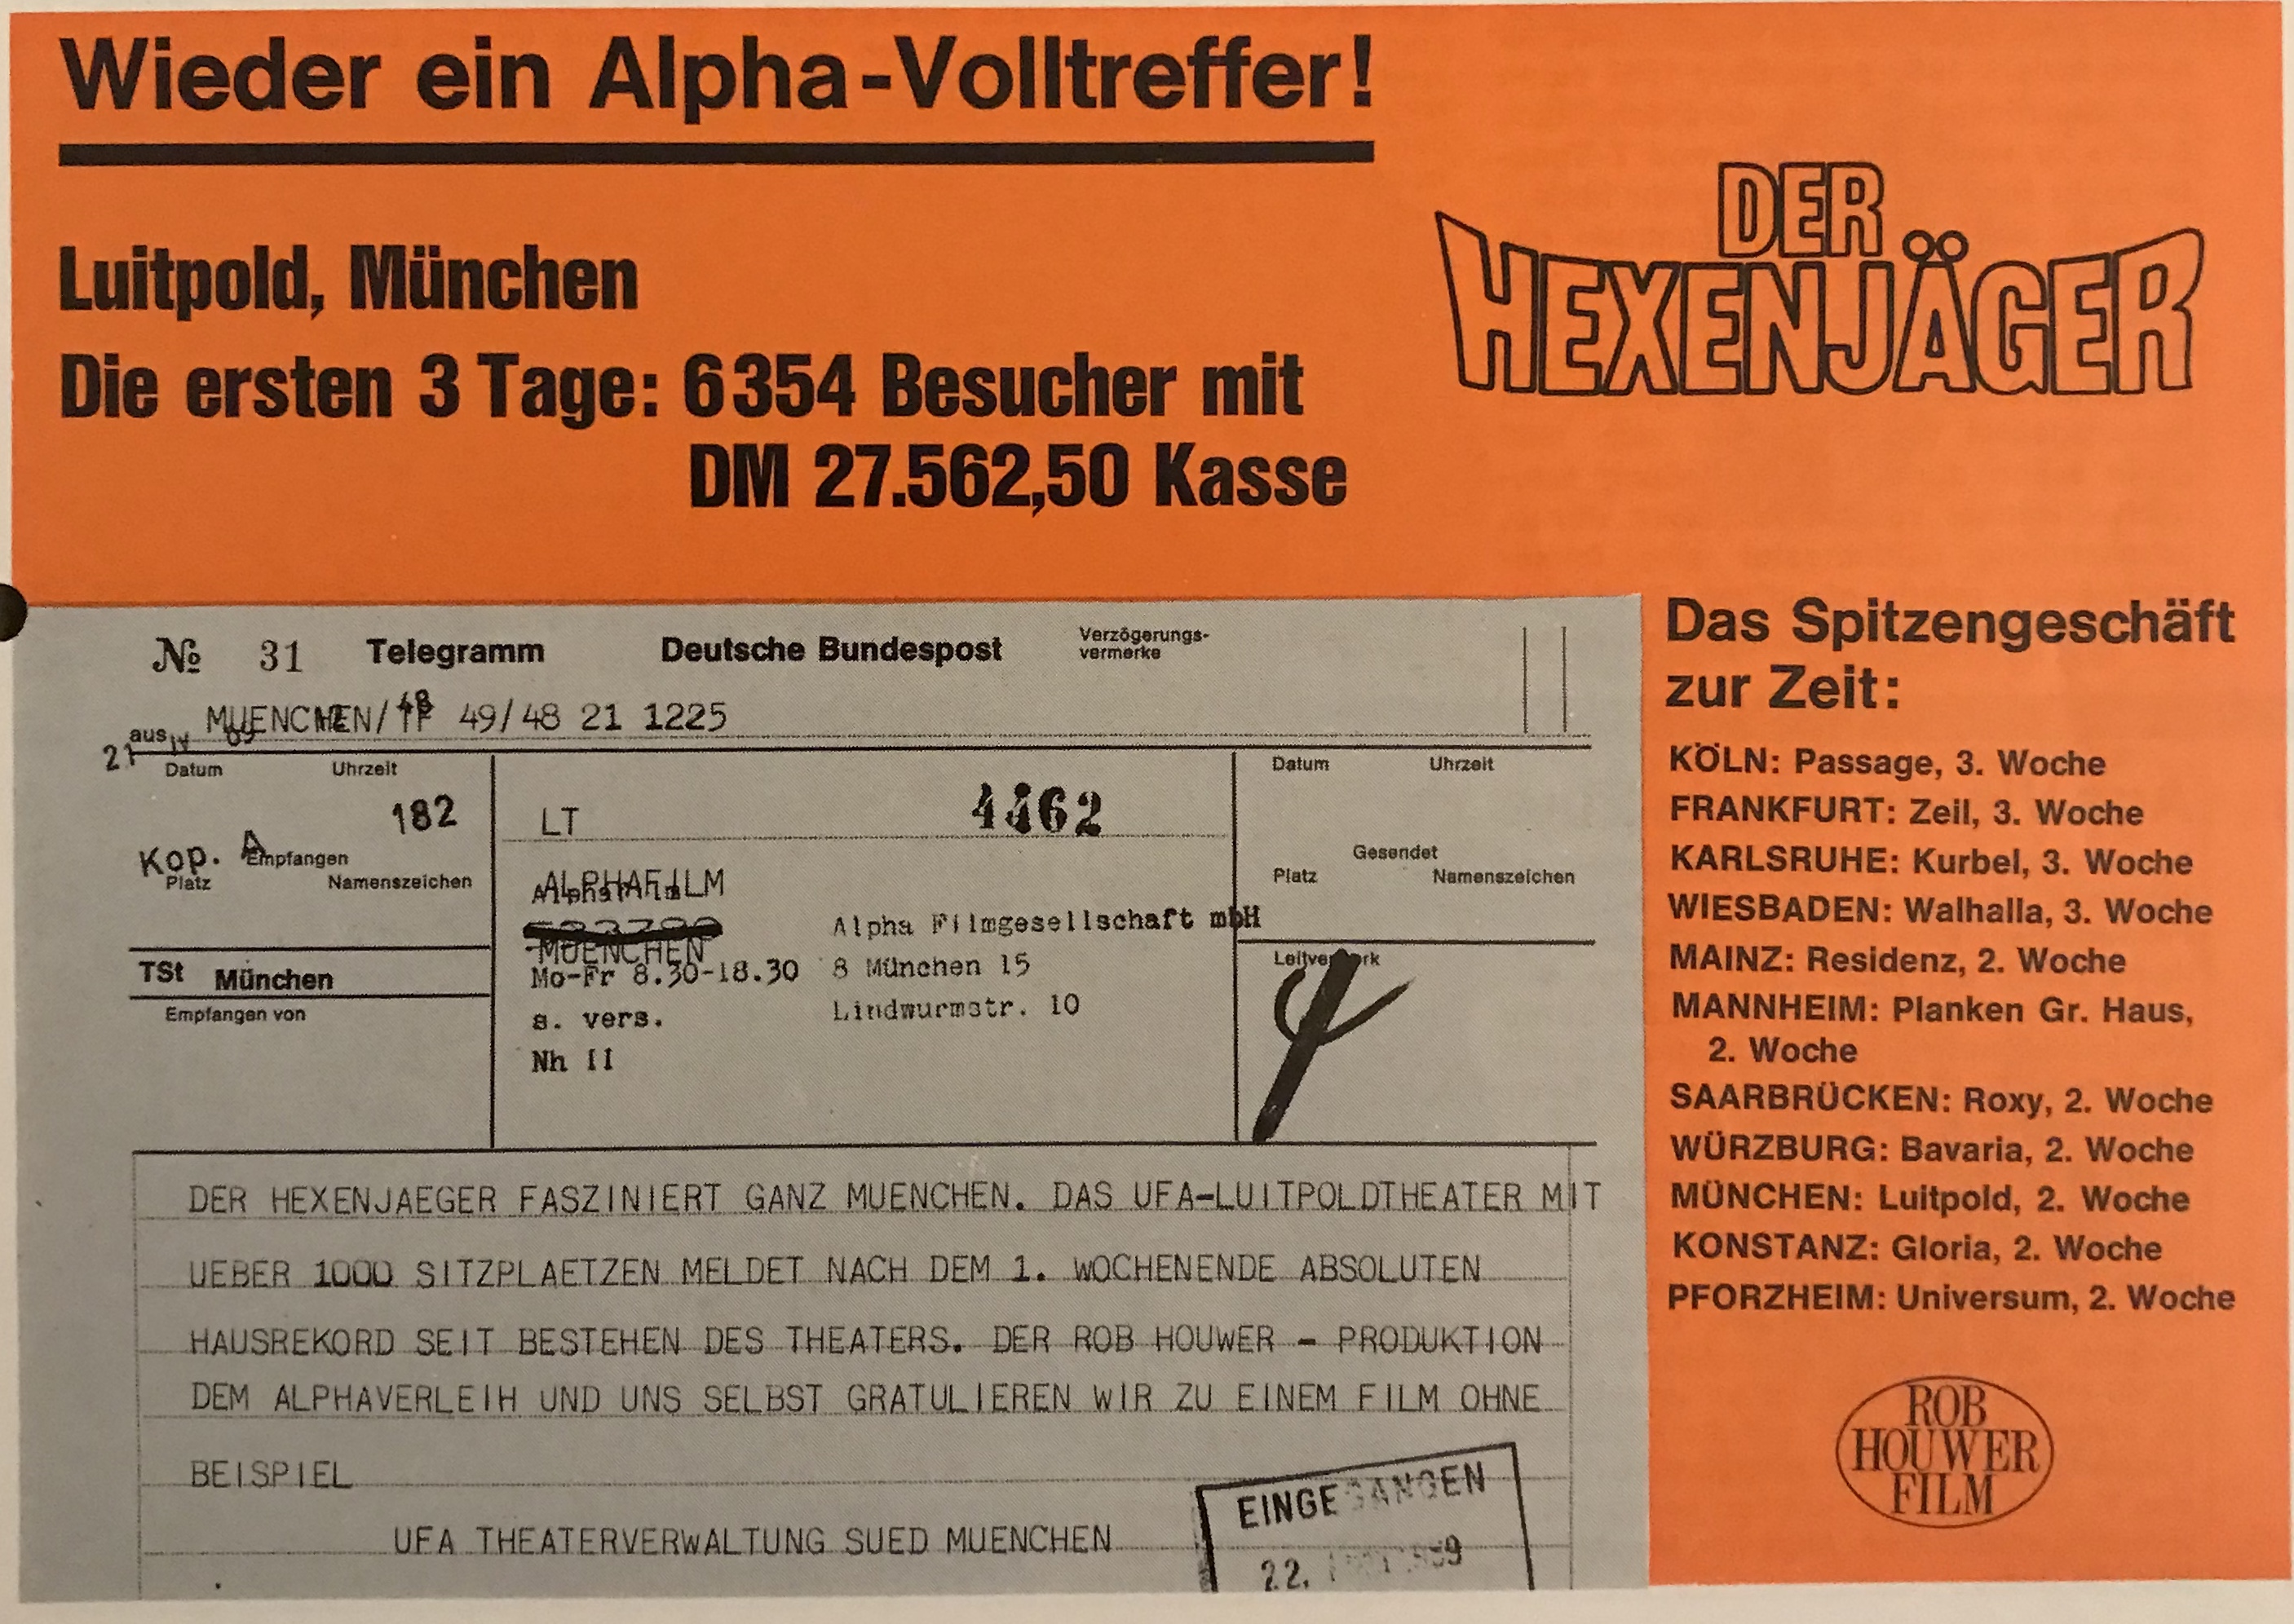 Wieder ein Alpha-Volltreffer!
Luitpold, München
Die ersten 3 Tage: 6354 Besucher mit
DM 27.562,50 Kasse
DER
HEXENJÄGER
№ 31 Telegramm Deutsche Bundespost Verzögerungs-
vermerke
aus MUENCHEN/ 49/48 21 1225
21
Datum Uhrzeit
182
Kop. A
Empfangen
Platz Namenszeichen
TSt München
Empfangen von
LT 4462
ALPHAFILM
MUENCHEN
Mo-Fr 8.30-18.30
s. vers.
Nh II
Alpha Filmgesellschaft mbH
8 München 15
Lindwurmstr. 10
Datum Uhrzeit
Gesendet
Platz Namenszeichen
DER HEXENJAEGER FASZINIERT GANZ MUENCHEN. DAS UFA-LUITPOLDTHEATER MIT
UEBER 1000 SITZPLAETZEN MELDET NACH DEM 1. WOCHENENDE ABSOLUTEN
HAUSREKORD SEIT BESTEHEN DES THEATERS. DER ROB HOUWER - PRODUKTION
DEM ALPHAVERLEIH UND UNS SELBST GRATULIEREN WIR ZU EINEM FILM OHNE
BEISPIEL
UFA THEATERVERWALTUNG SUED MUENCHEN
EINGEGANGEN
22.
Das Spitzengeschäft
zur Zeit:
KÖLN: Passage, 3. Woche
FRANKFURT: Zeil, 3. Woche
KARLSRUHE: Kurbel, 3. Woche
WIESBADEN: Walhalla, 3. Woche
MAINZ: Residenz, 2. Woche
MANNHEIM: Planken Gr. Haus,
2. Woche
SAARBRÜCKEN: Roxy, 2. Woche
WÜRZBURG: Bavaria, 2. Woche
MÜNCHEN: Luitpold, 2. Woche
KONSTANZ: Gloria, 2. Woche
PFORZHEIM: Universum, 2. Woche
ROB
HOUWER
FILM